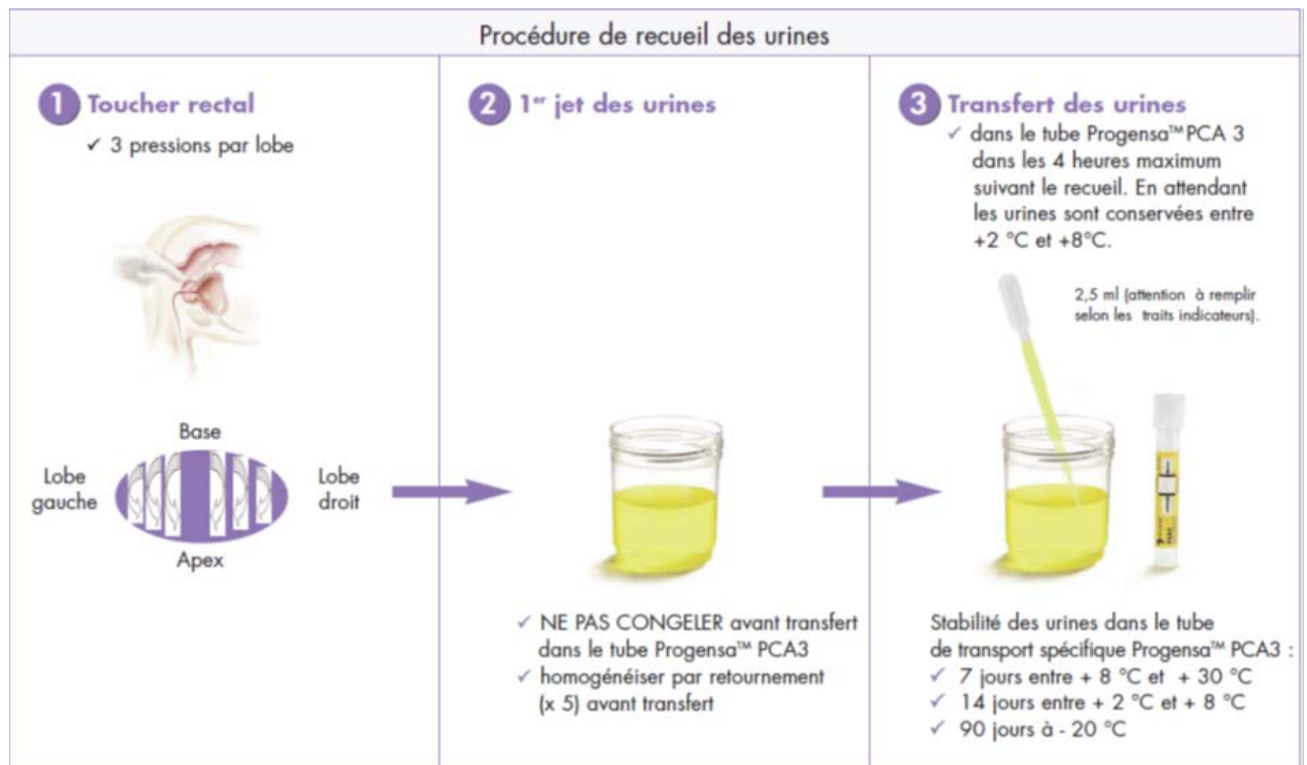 Procédure de recueil des urines
1 Toucher rectal
✓ 3 pressions par lobe
Base
Lobe
gauche
Lobe
droit
Apex
2 1er jet des urines
✓ NE PAS CONGELER avant transfert
dans le tube Progensa™ PCA3
✓ homogénéiser par retournement
(x 5) avant transfert
3 Transfert des urines
✓ dans le tube Progensa™ PCA 3
dans les 4 heures maximum
suivant le recueil. En attendant
les urines sont conservées entre
+2 °C et +8°C.
2,5 ml (attention à remplir
selon les traits indicateurs).
Stabilité des urines dans le tube
de transport spécifique Progensa™ PCA3 :
✓ 7 jours entre + 8 °C et + 30 °C
✓ 14 jours entre + 2 °C et + 8 °C
✓ 90 jours à - 20 °C